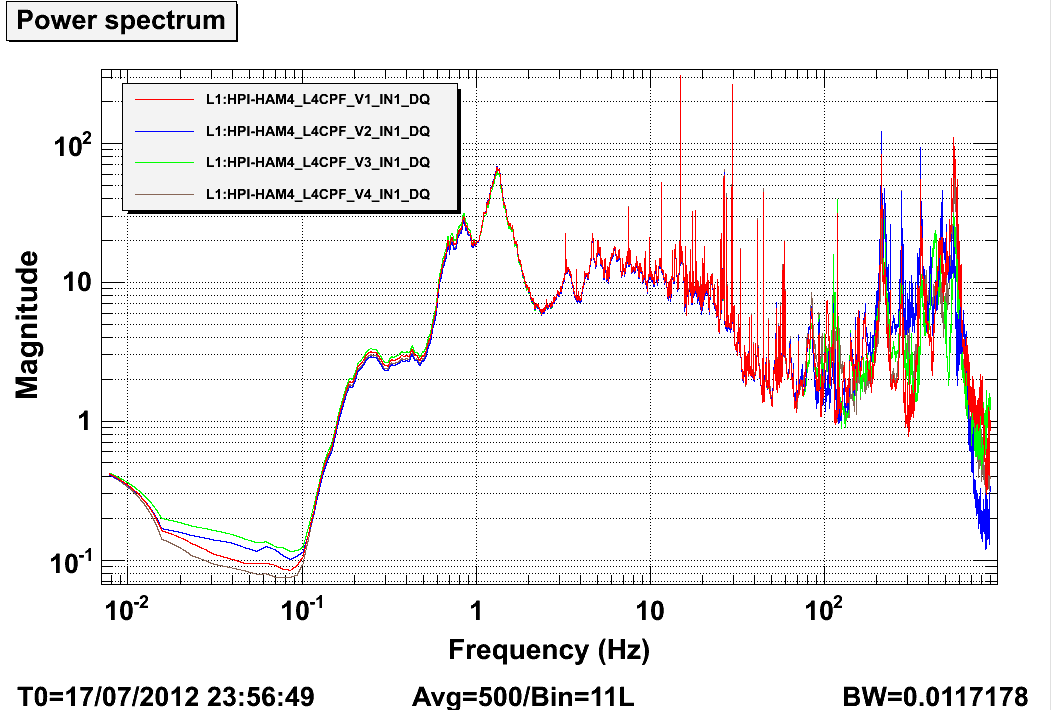 Power spectrum
L1:HPI-HAM4_L4CPF_V1_IN1_DQ
L1:HPI-HAM4_L4CPF_V2_IN1_DQ
L1:HPI-HAM4_L4CPF_V3_IN1_DQ
L1:HPI-HAM4_L4CPF_V4_IN1_DQ
Magnitude
10²
10
1
10⁻¹
10⁻² 10⁻¹ 1 10 10²
Frequency (Hz)
T0=17/07/2012 23:56:49 Avg=500/Bin=11L BW=0.0117178